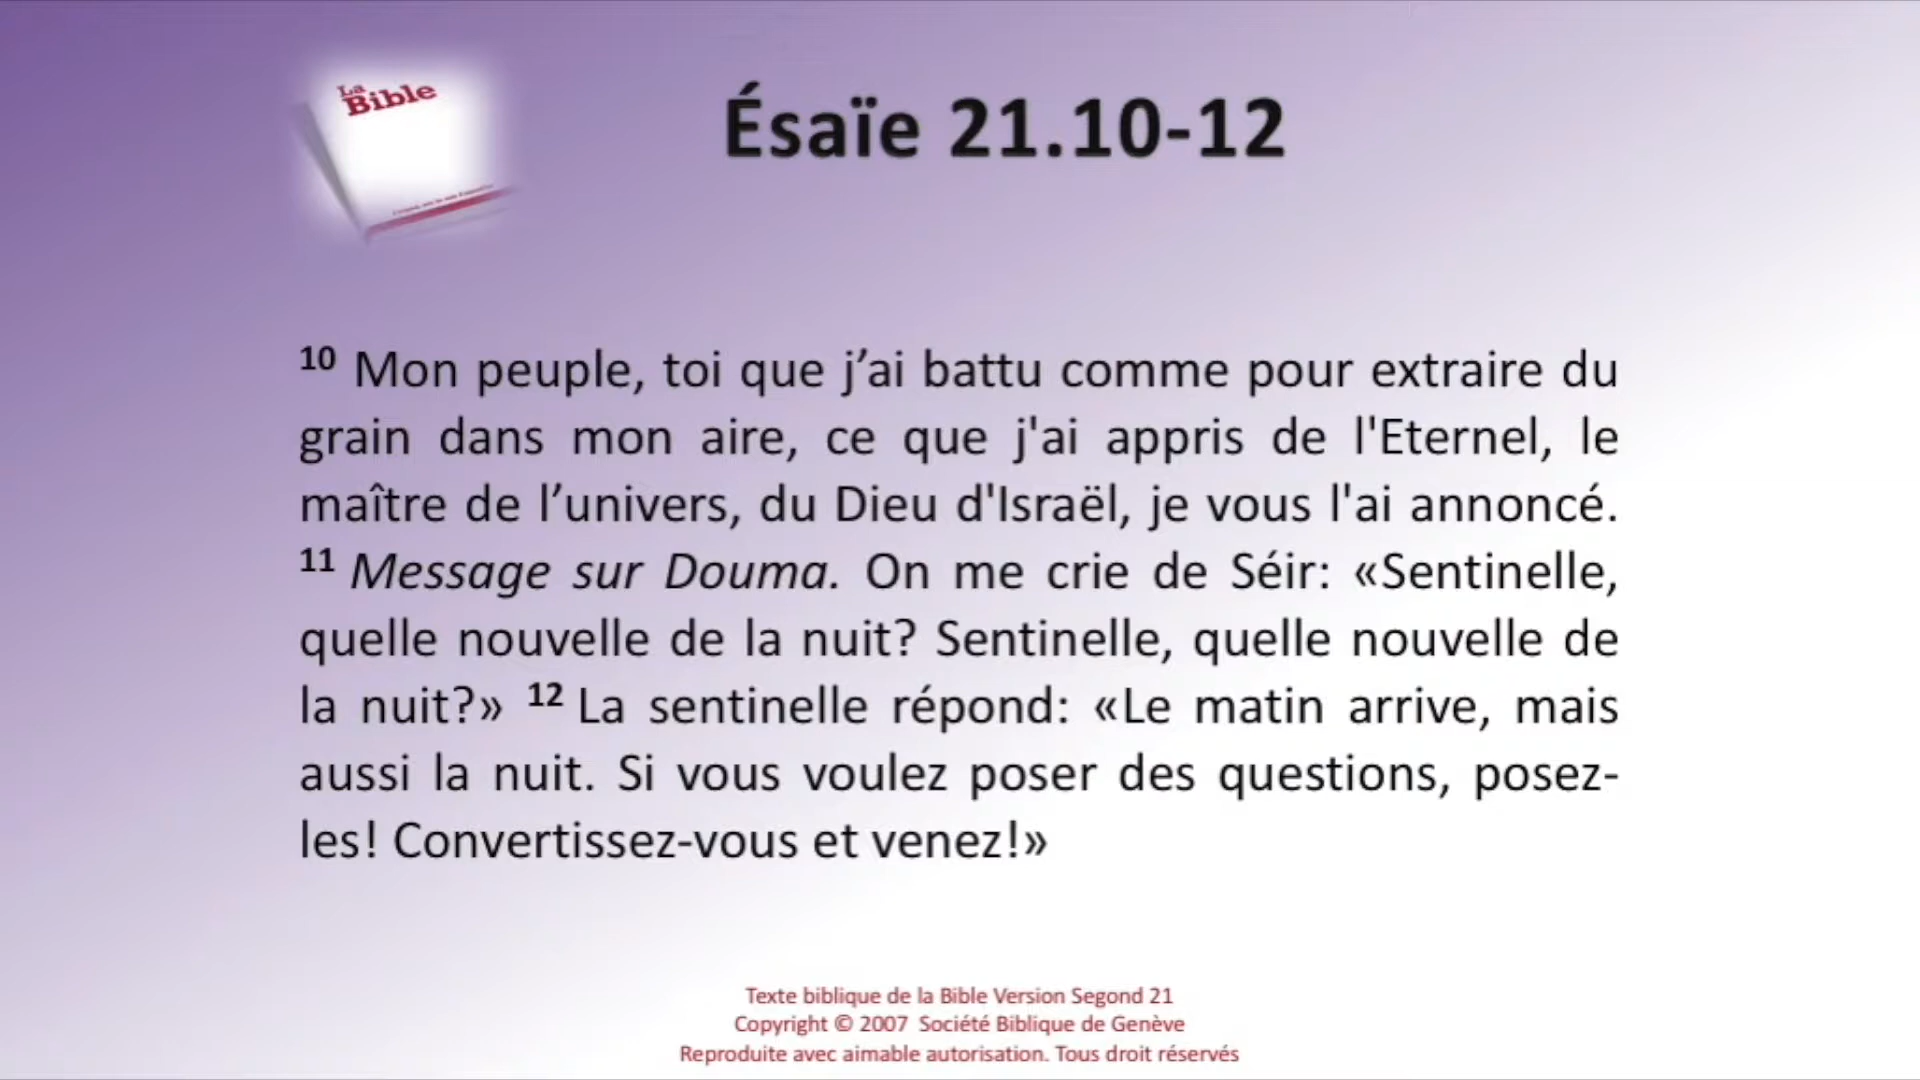 La
Bible
Ésaïe 21.10-12
10 Mon peuple, toi que j’ai battu comme pour extraire du
grain dans mon aire, ce que j'ai appris de l'Eternel, le
maître de l’univers, du Dieu d'Israël, je vous l'ai annoncé.
11 Message sur Douma. On me crie de Séir: «Sentinelle,
quelle nouvelle de la nuit? Sentinelle, quelle nouvelle de
la nuit?» 12 La sentinelle répond: «Le matin arrive, mais
aussi la nuit. Si vous voulez poser des questions, posez-
les! Convertissez-vous et venez!»
Texte biblique de la Bible Version Segond 21
Copyright © 2007 Société Biblique de Genève
Reproduite avec aimable autorisation. Tous droit réservés